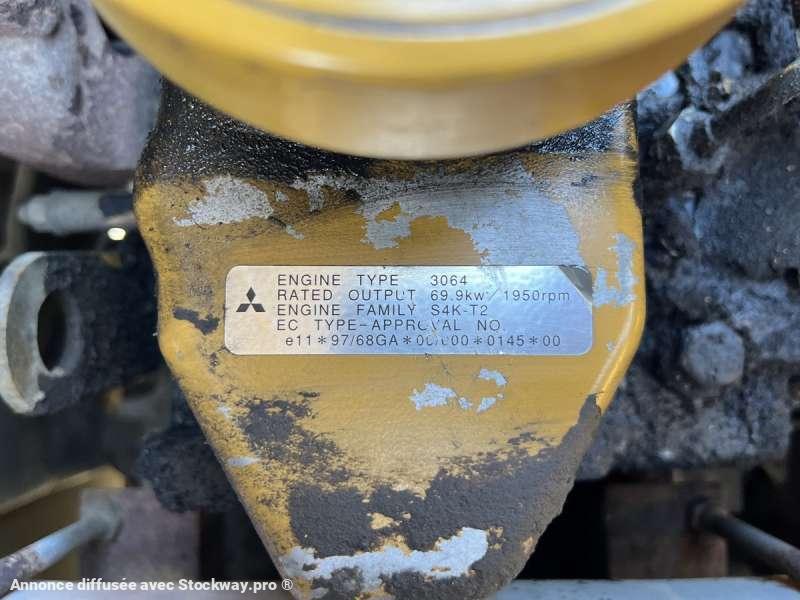 ENGINE TYPE 3064
RATED OUTPUT 69.9kw/1950rpm
ENGINE FAMILY S4K-T2
EC TYPE-APPROVAL NO.
e11*97/68GA*00/000*0145*00
Annonce diffusée avec Stockway.pro ®